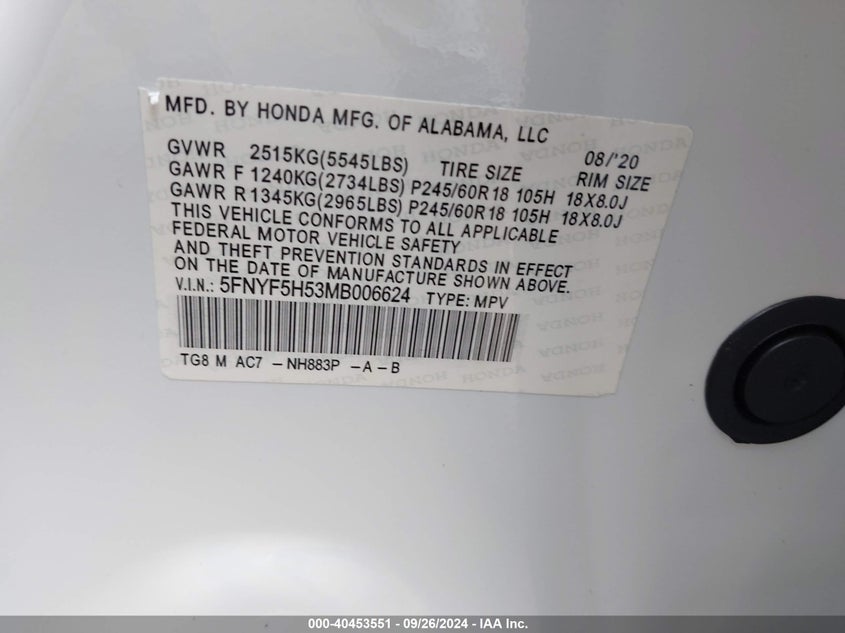 MFD. BY HONDA MFG. OF ALABAMA, LLC
08/'20
GVWR 2515KG(5545LBS) TIRE SIZE RIM SIZE
GAWR F 1240KG(2734LBS) P245/60R18 105H 18X8.0J
GAWR R 1345KG(2965LBS) P245/60R18 105H 18X8.0J
THIS VEHICLE CONFORMS TO ALL APPLICABLE
FEDERAL MOTOR VEHICLE SAFETY
AND THEFT PREVENTION STANDARDS IN EFFECT
ON THE DATE OF MANUFACTURE SHOWN ABOVE.
V.I.N.: 5FNYF5H53MB006624 TYPE: MPV
TG8 M AC7 -NH883P -A-B
000-40453551 - 09/26/2024 - IAA Inc.